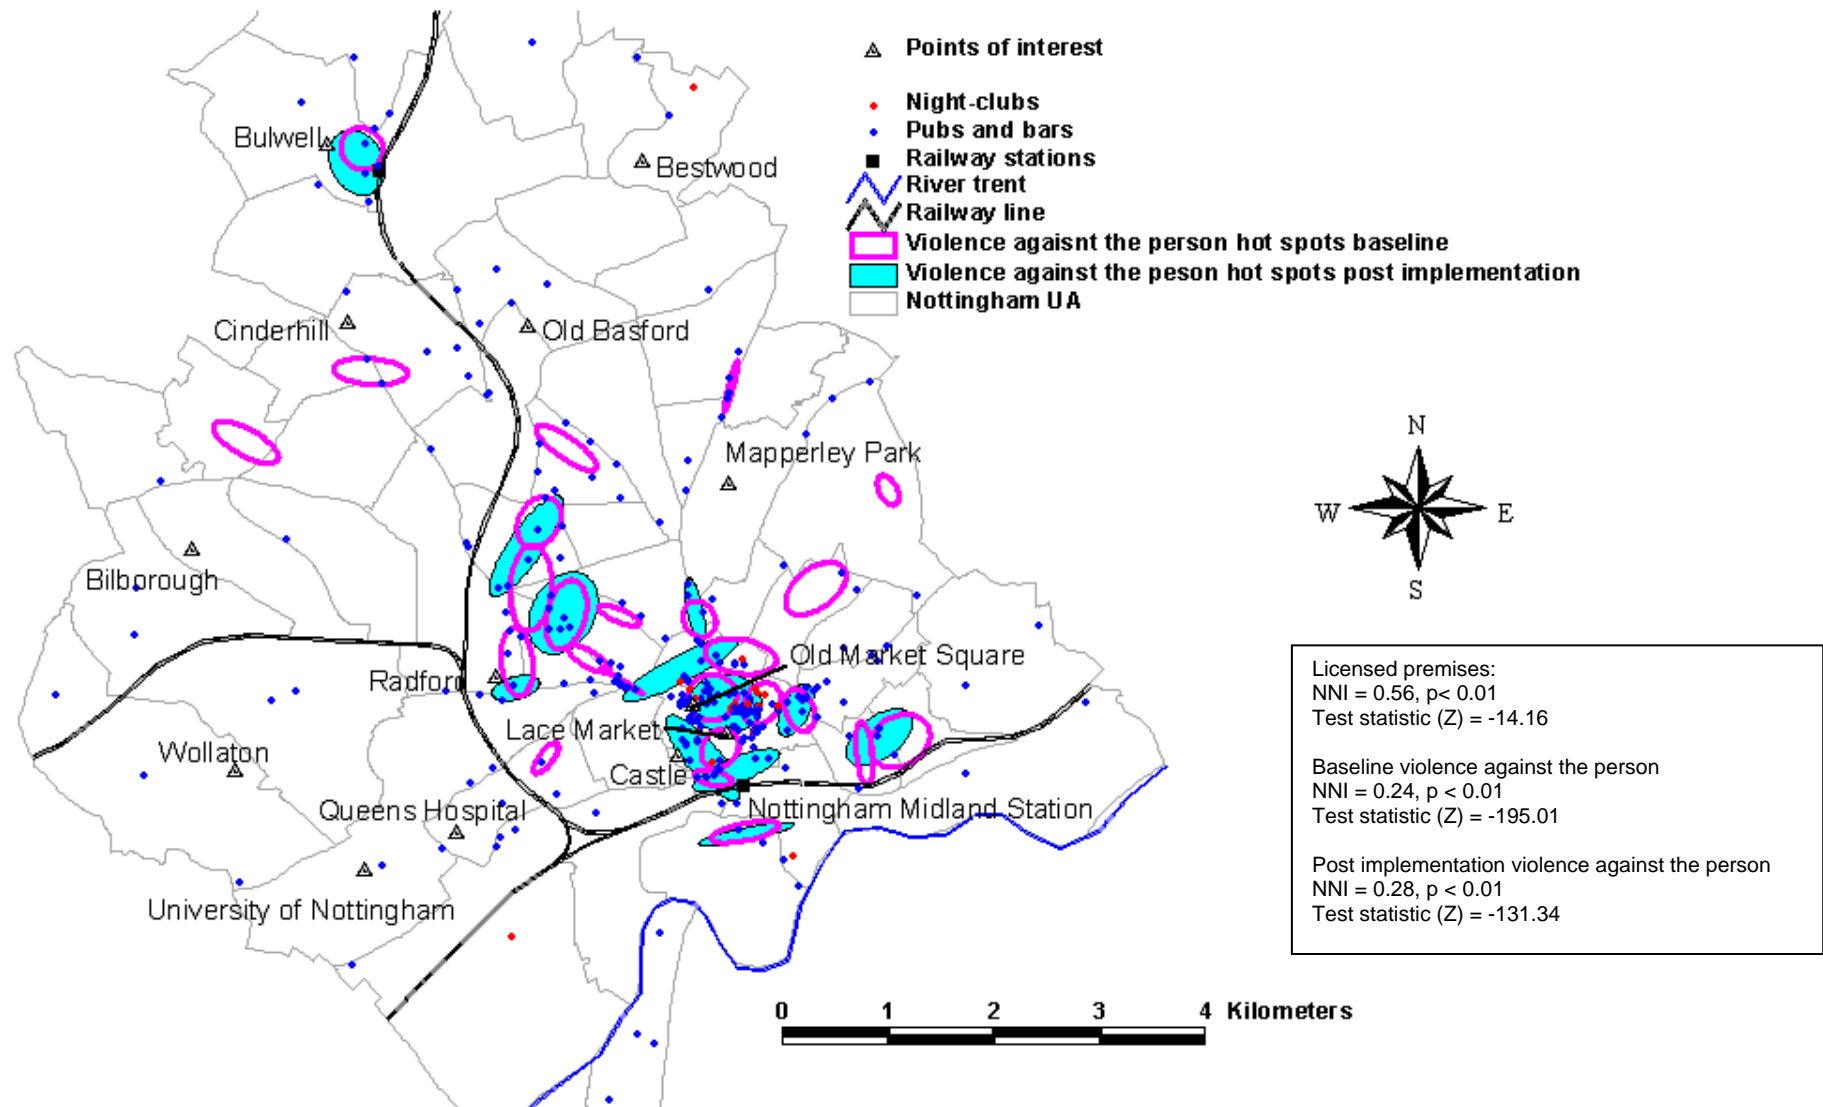 Points of interest
Night-clubs
Pubs and bars
Railway stations
River trent
Railway line
Violence agaisnt the person hot spots baseline
Violence against the peson hot spots post implementation
Nottingham UA
Bulwell
Bestwood
Cinderhill
Old Basford
Mapperley Park
Bilborough
Radford
Old Market Square
Lace Market
Wollaton
Castle
Queens Hospital
Nottingham Midland Station
University of Nottingham
N
W
E
S
Licensed premises:
NNI = 0.56, p< 0.01
Test statistic (Z) = -14.16
Baseline violence against the person
NNI = 0.24, p < 0.01
Test statistic (Z) = -195.01
Post implementation violence against the person
NNI = 0.28, p < 0.01
Test statistic (Z) = -131.34
0 1 2 3 4 Kilometers